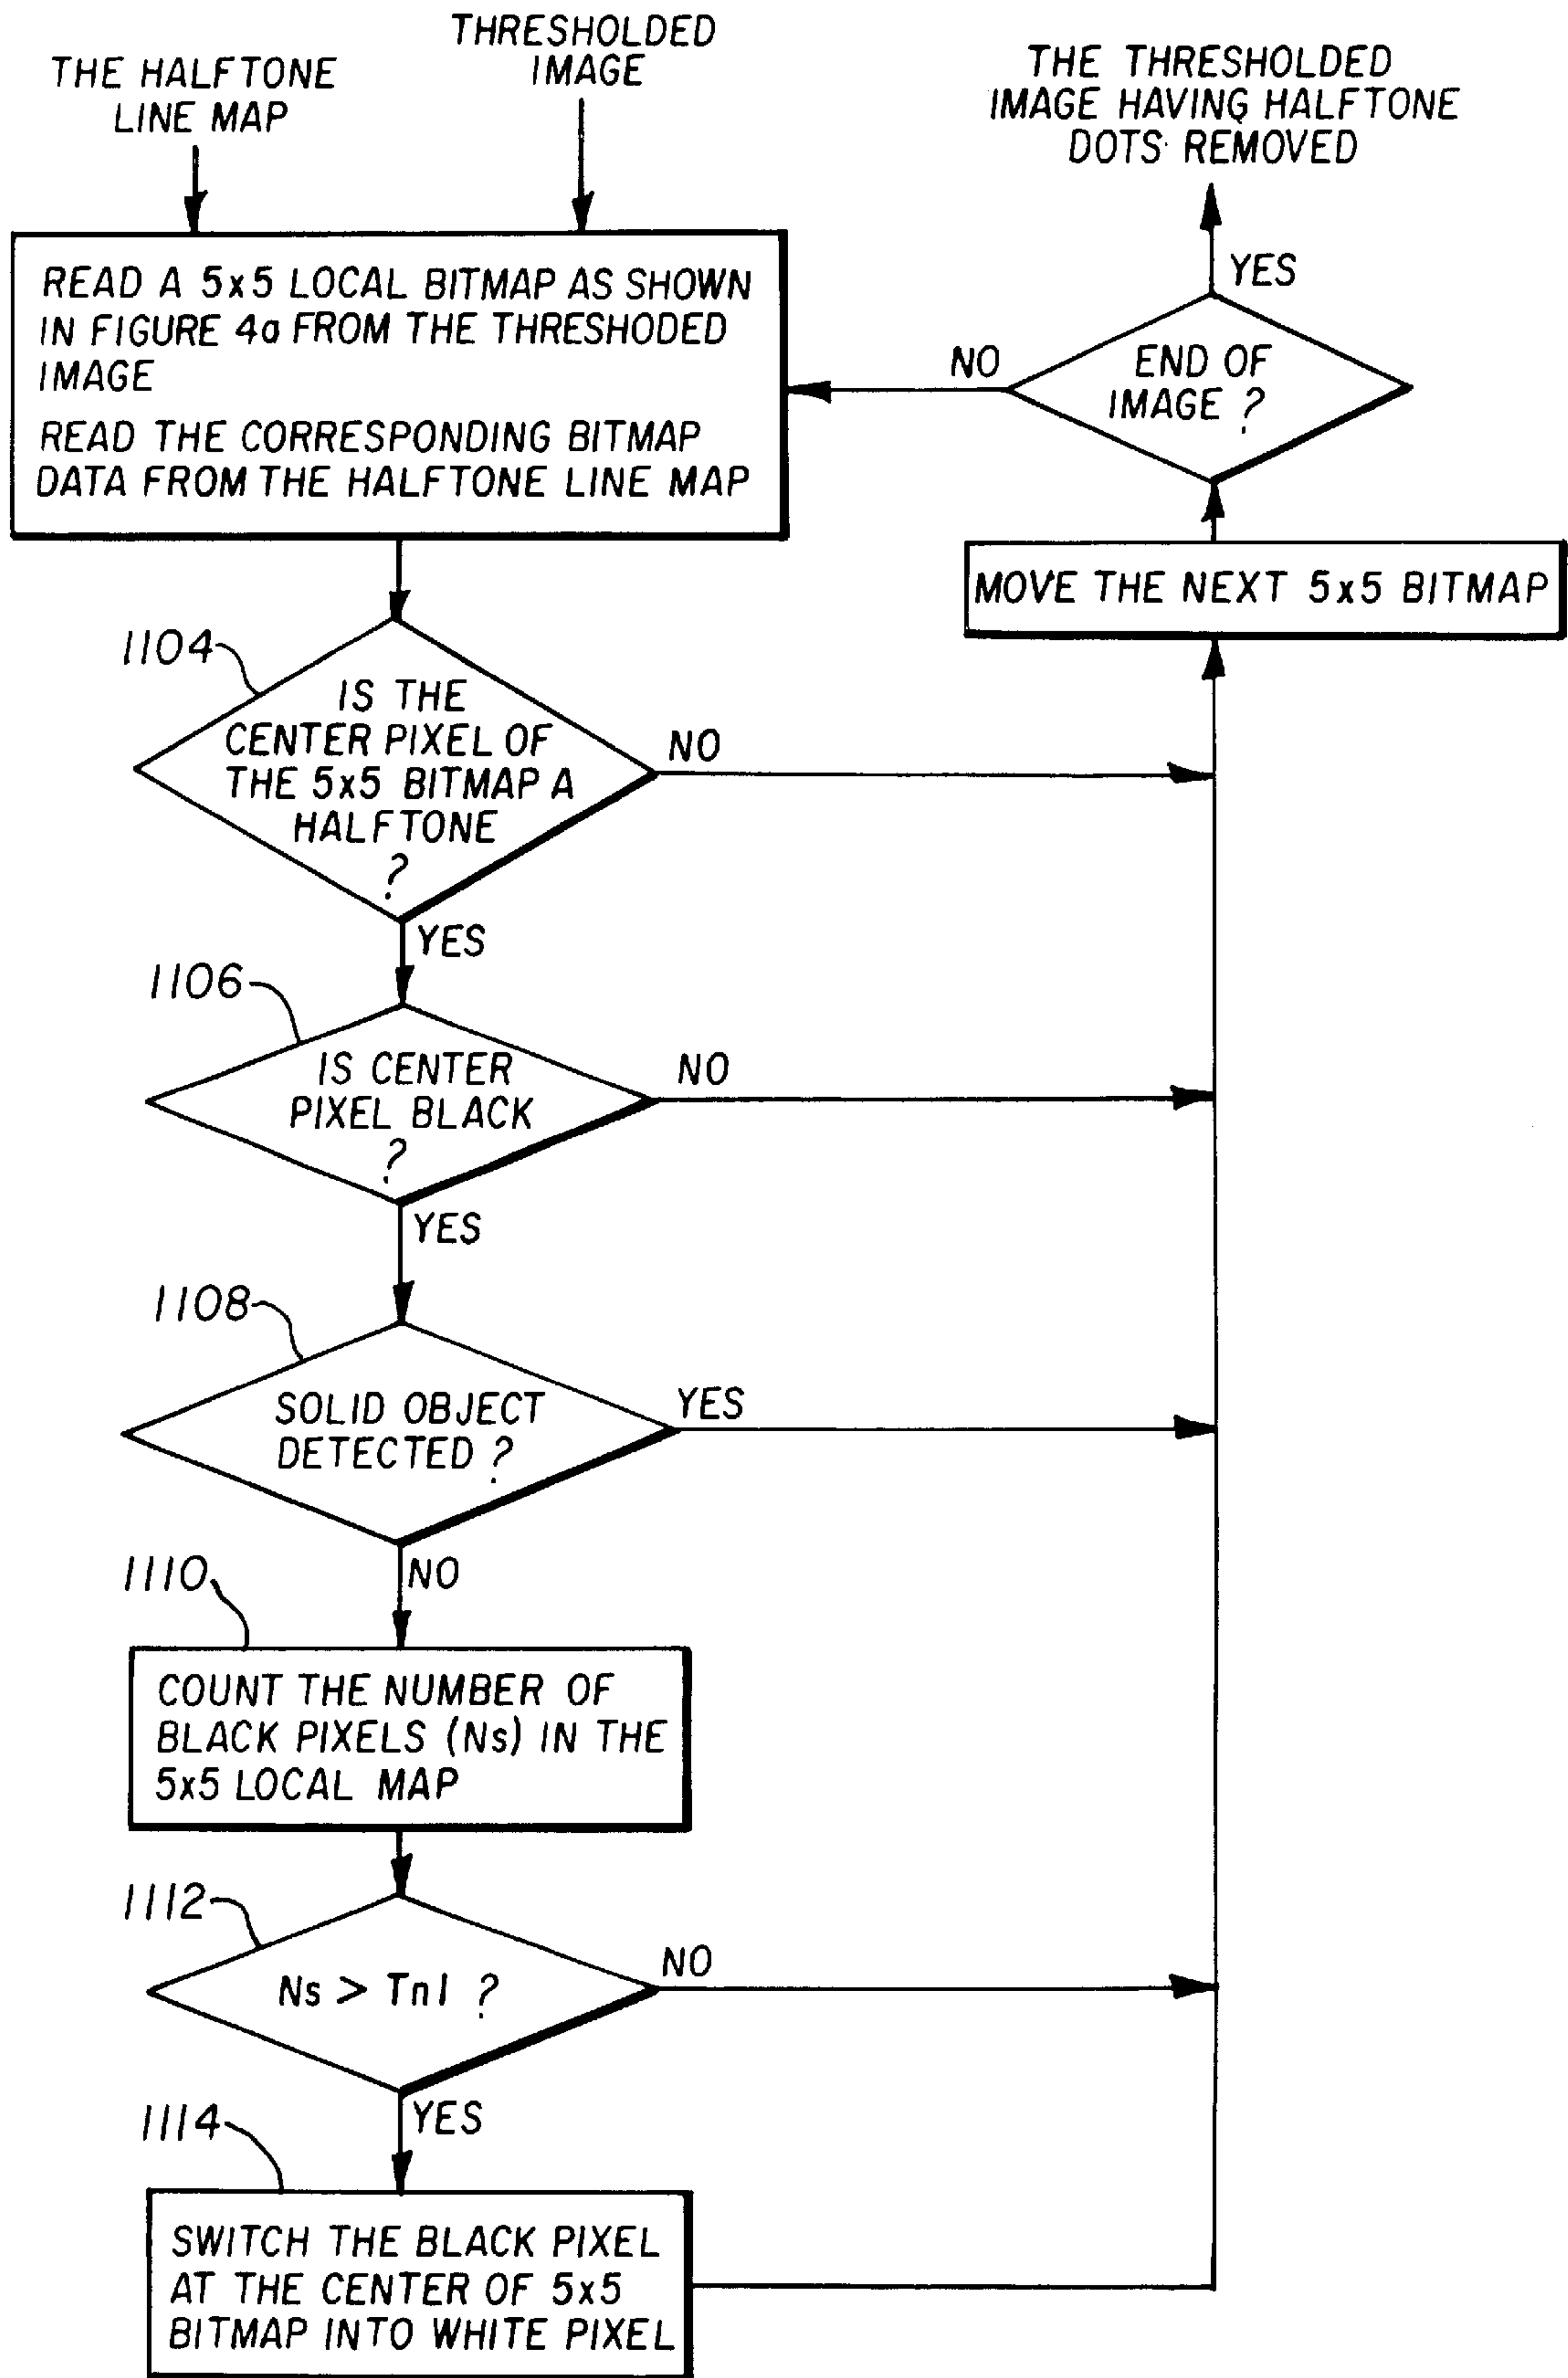 THE HALFTONE
LINE MAP
THRESHOLDED
IMAGE
THE THRESHOLDED
IMAGE HAVING HALFTONE
DOTS REMOVED
READ A 5x5 LOCAL BITMAP AS SHOWN
IN FIGURE 4a FROM THE THRESHODED
IMAGE
READ THE CORRESPONDING BITMAP
DATA FROM THE HALFTONE LINE MAP
YES
NO
END OF
IMAGE ?
MOVE THE NEXT 5x5 BITMAP
1104
IS THE
CENTER PIXEL OF
THE 5x5 BITMAP A
HALFTONE
?
NO
YES
1106
IS CENTER
PIXEL BLACK
?
NO
YES
1108
SOLID OBJECT
DETECTED ?
YES
NO
1110
COUNT THE NUMBER OF
BLACK PIXELS (Ns) IN THE
5x5 LOCAL MAP
1112
Ns > Tn1 ?
NO
YES
1114
SWITCH THE BLACK PIXEL
AT THE CENTER OF 5x5
BITMAP INTO WHITE PIXEL